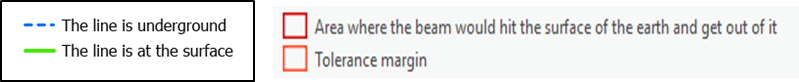 The line is underground
The line is at the surface
Area where the beam would hit the surface of the earth and get out of it
Tolerance margin